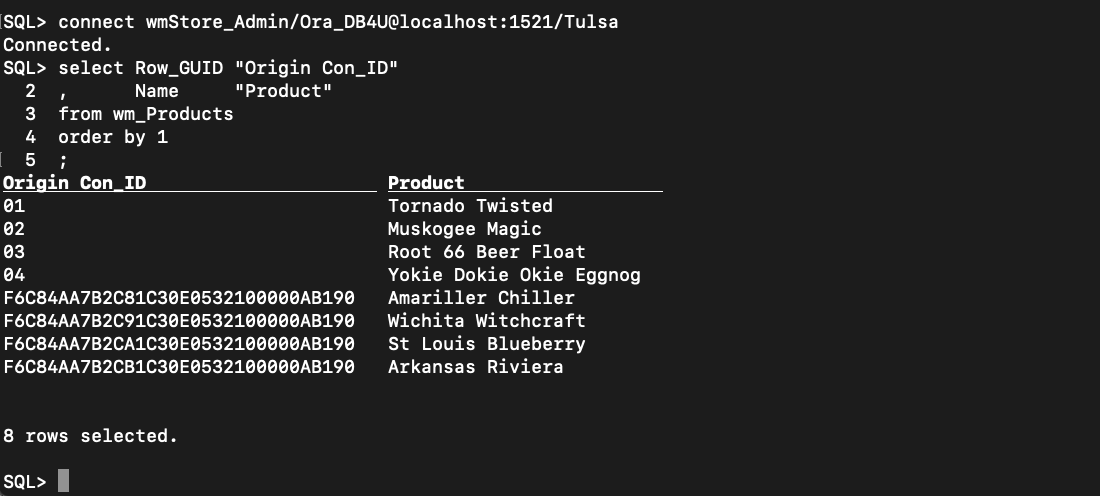 SQL> connect wmStore_Admin/Ora_DB4U@localhost:1521/Tulsa
Connected.
SQL> select Row_GUID "Origin Con_ID"
  2  ,      Name     "Product"
  3  from wm_Products
  4  order by 1
  5  ;
Origin Con_ID                     Product
01                                Tornado Twisted
02                                Muskogee Magic
03                                Root 66 Beer Float
04                                Yokie Dokie Okie Eggnog
F6C84AA7B2C81C30E0532100000AB190   Amariller Chiller
F6C84AA7B2C91C30E0532100000AB190   Wichita Witchcraft
F6C84AA7B2CA1C30E0532100000AB190   St Louis Blueberry
F6C84AA7B2CB1C30E0532100000AB190   Arkansas Riviera
8 rows selected.
SQL>